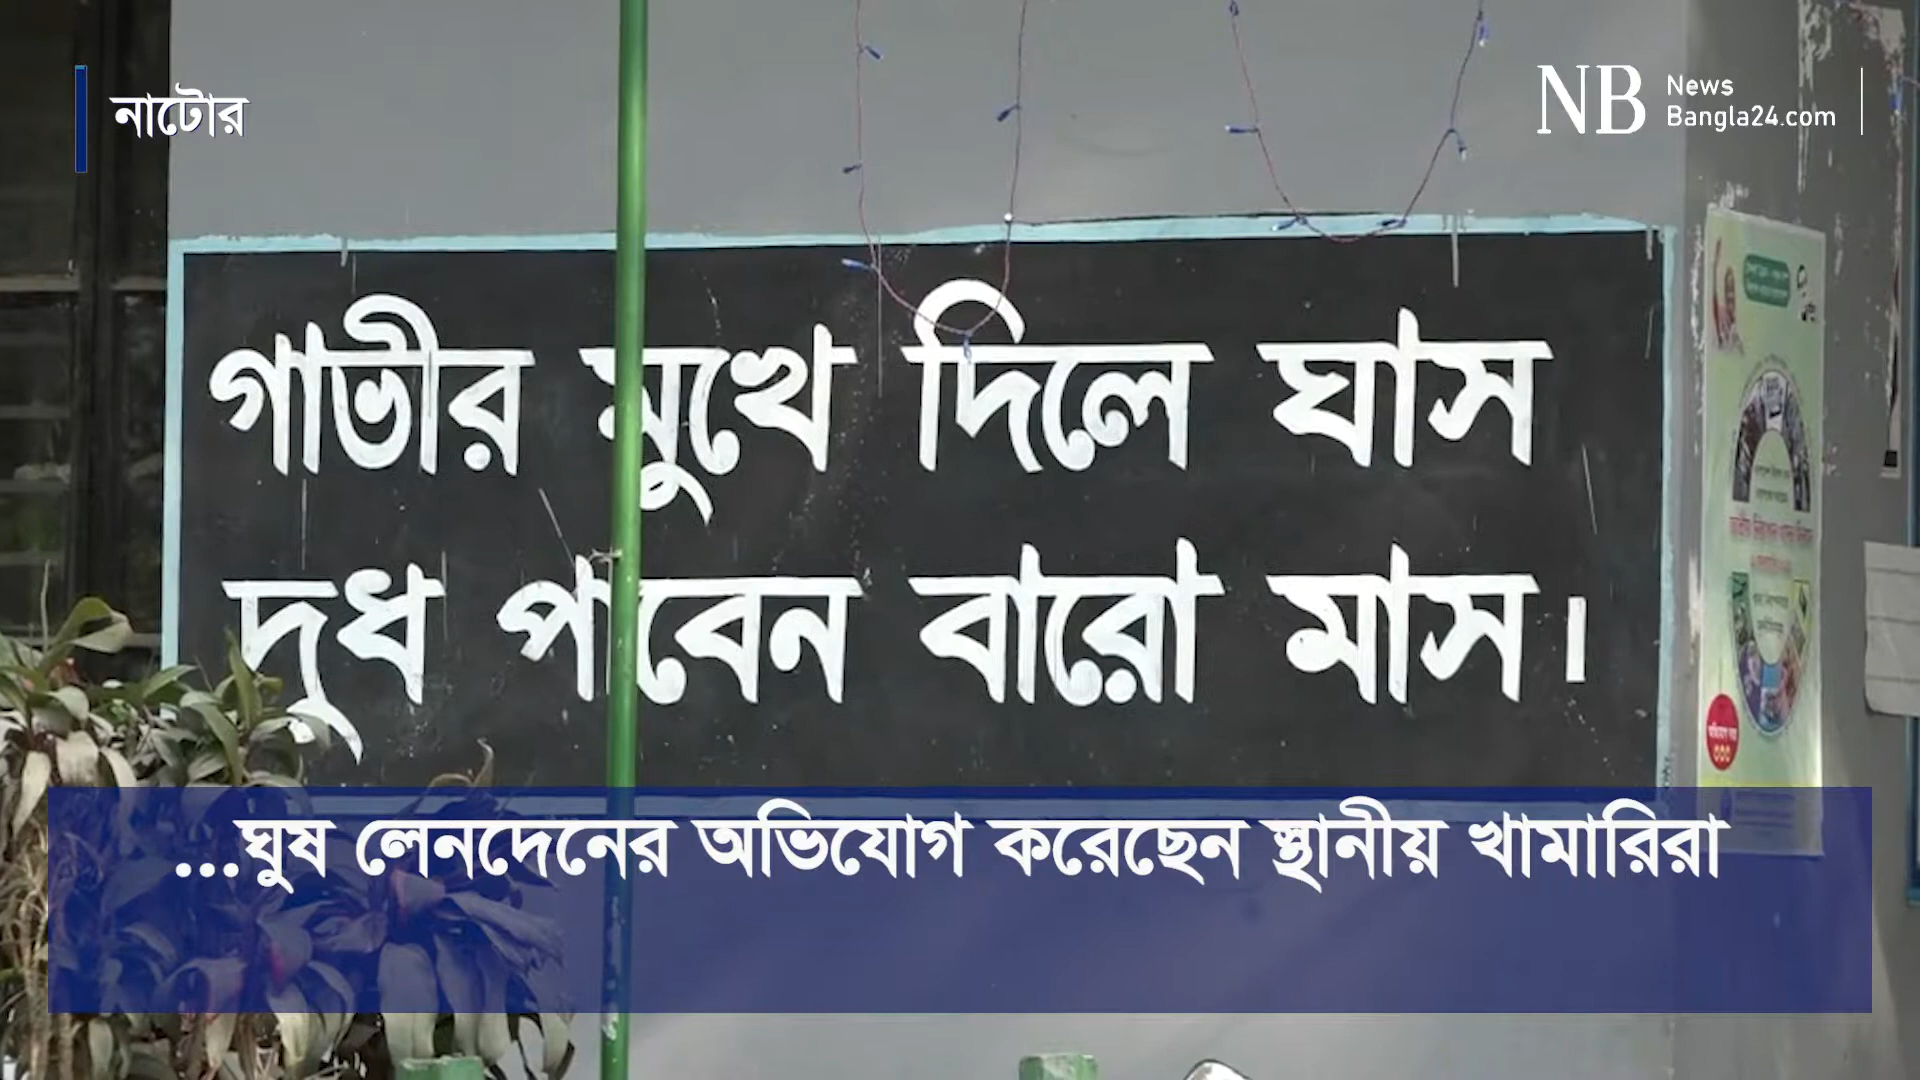 নাটোর
NB News
Bangla24.com
গাভীর মুখে দিলে ঘাস
দুধ পাবেন বারো মাস।
...ঘুষ লেনদেনের অভিযোগ করেছেন স্থানীয় খামারিরা